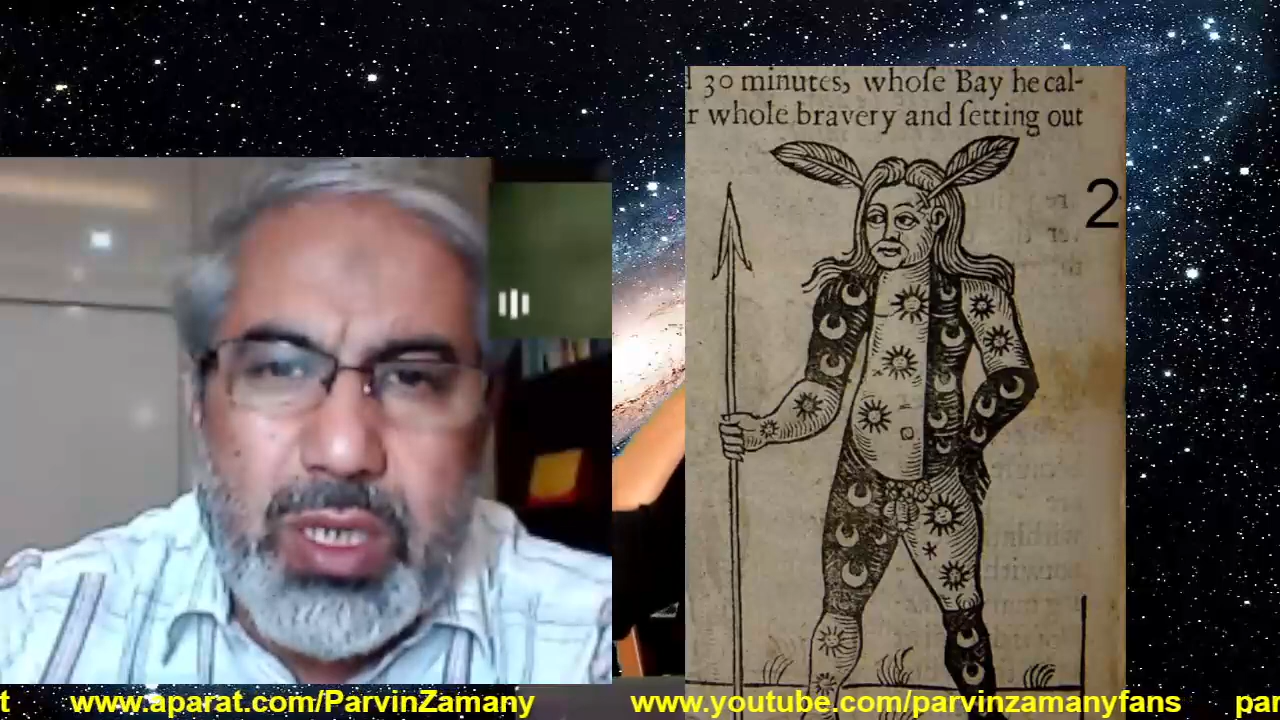 30 minutes, whoſe Bay he cal-
r whole bravery and ſetting out
2
www.aparat.com/ParvinZamany
www.youtube.com/parvinzamanyfans